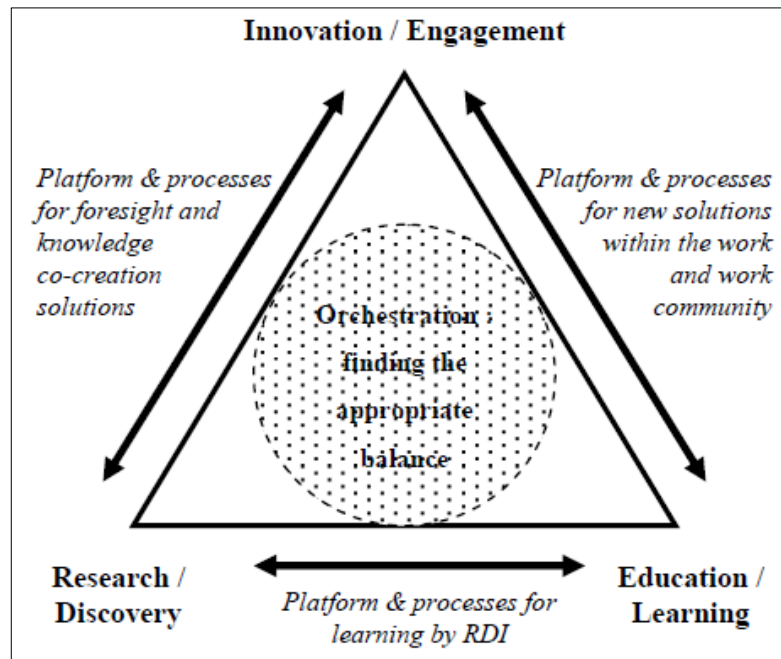 Innovation / Engagement
Platform & processes
for foresight and
knowledge
co-creation
solutions
Platform & processes
for new solutions
within the work
and work
community
Orchestration
finding the
appropriate
balance
Research /
Discovery
Platform & processes for
learning by RDI
Education /
Learning